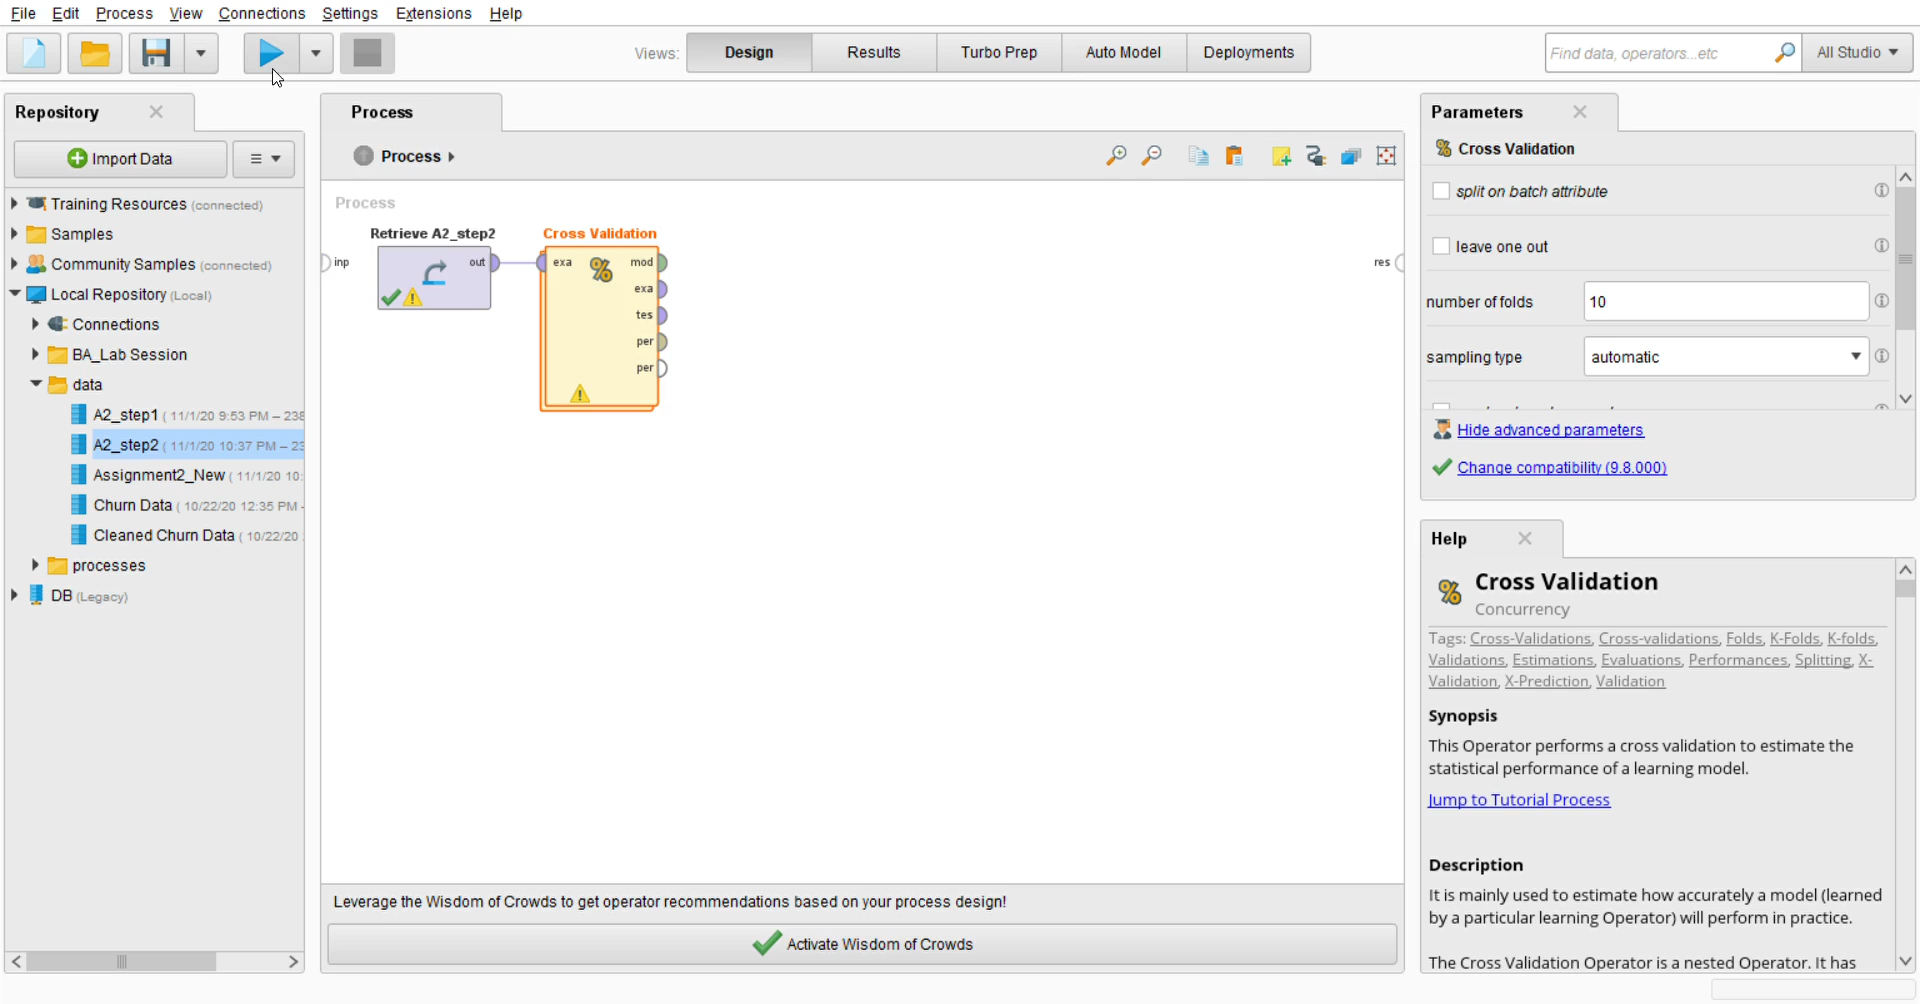 File Edit Process View Connections Settings Extensions Help
Views: Design Results Turbo Prep Auto Model Deployments
Find data, operators...etc
All Studio
Repository
Import Data
Training Resources (connected)
Samples
Community Samples (connected)
Local Repository (Local)
Connections
BA_Lab Session
data
A2_step1 ( 11/1/20 9:53 PM – 238
A2_step2 ( 11/1/20 10:37 PM – 23
Assignment2_New ( 11/1/20 10:
Churn Data ( 10/22/20 12:35 PM -
Cleaned Churn Data ( 10/22/20
processes
DB (Legacy)
Process
Process
Process
Retrieve A2_step2
Cross Validation
inp
out
exa
mod
exa
tes
per
per
res
Leverage the Wisdom of Crowds to get operator recommendations based on your process design!
Activate Wisdom of Crowds
Parameters
Cross Validation
split on batch attribute
leave one out
number of folds 10
sampling type automatic
Hide advanced parameters
Change compatibility (9.8.000)
Help
Cross Validation
Concurrency
Tags: Cross-Validations, Cross-validations, Folds, K-Folds, K-folds,
Validations, Estimations, Evaluations, Performances, Splitting, X-
Validation, X-Prediction, Validation
Synopsis
This Operator performs a cross validation to estimate the
statistical performance of a learning model.
Jump to Tutorial Process
Description
It is mainly used to estimate how accurately a model (learned
by a particular learning Operator) will perform in practice.
The Cross Validation Operator is a nested Operator. It has